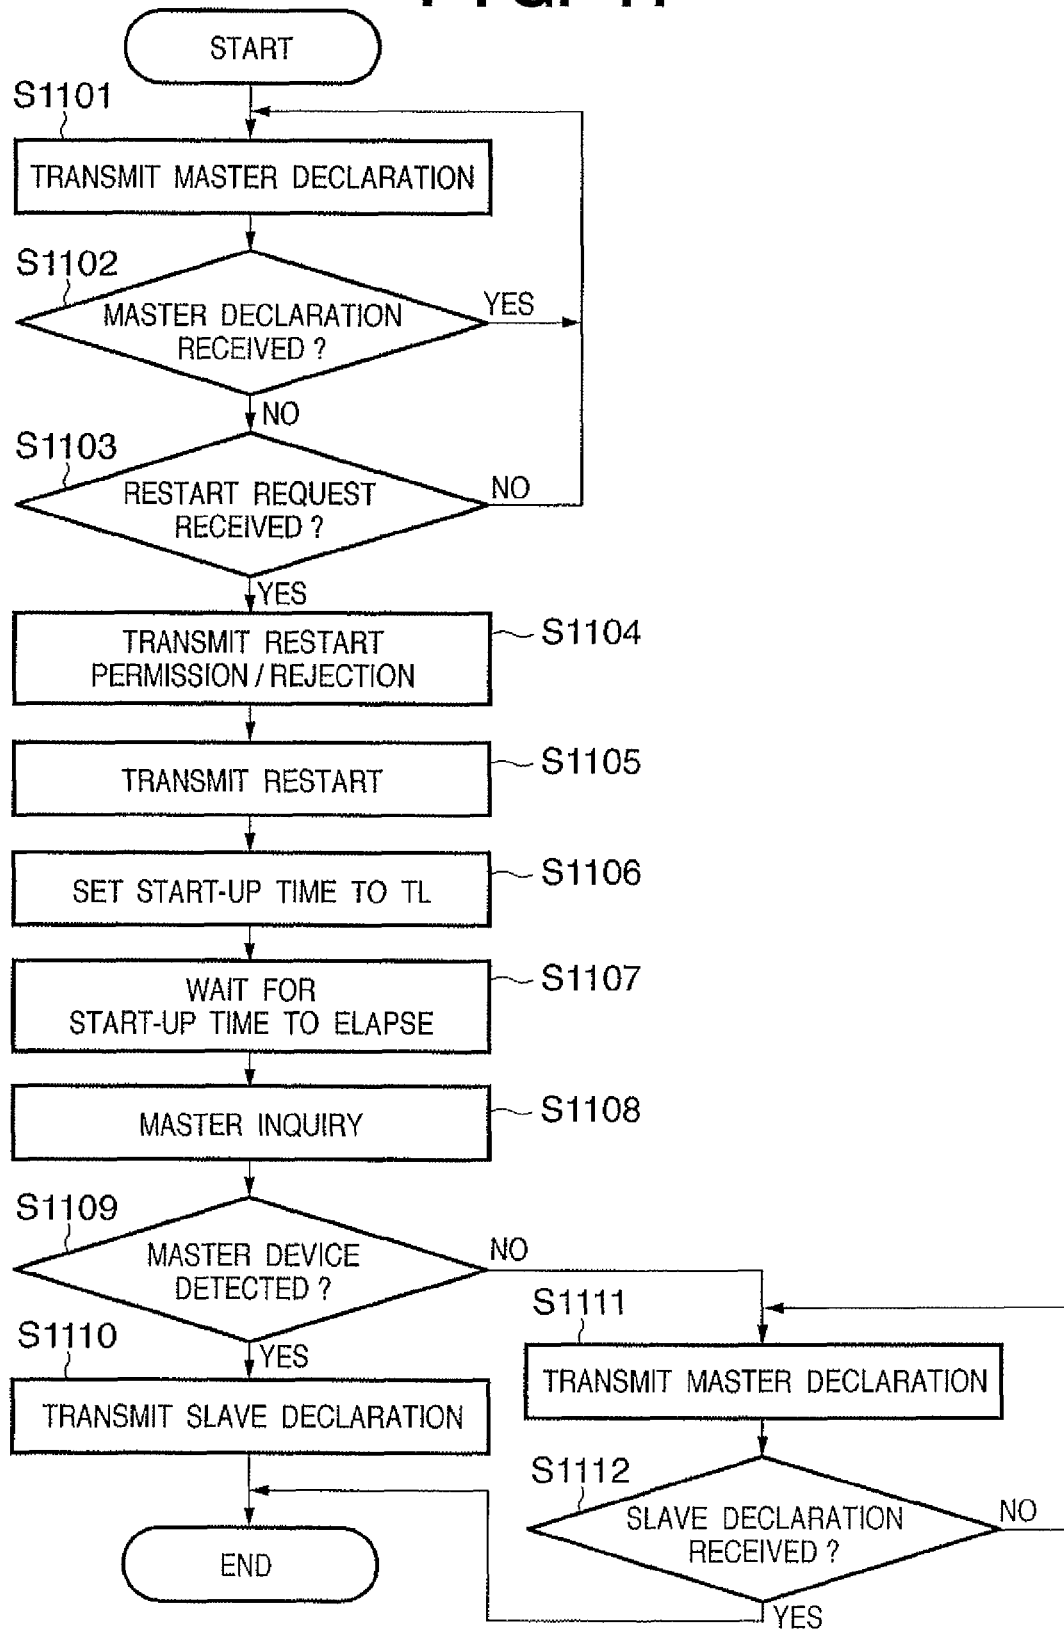 START
S1101
TRANSMIT MASTER DECLARATION
S1102
MASTER DECLARATION
RECEIVED ?
YES
NO
S1103
RESTART REQUEST
RECEIVED ?
NO
YES
TRANSMIT RESTART
PERMISSION / REJECTION
S1104
TRANSMIT RESTART
S1105
SET START-UP TIME TO TL
S1106
WAIT FOR
START-UP TIME TO ELAPSE
S1107
MASTER INQUIRY
S1108
S1109
MASTER DEVICE
DETECTED ?
NO
YES
S1110
TRANSMIT SLAVE DECLARATION
S1111
TRANSMIT MASTER DECLARATION
S1112
SLAVE DECLARATION
RECEIVED ?
NO
YES
END